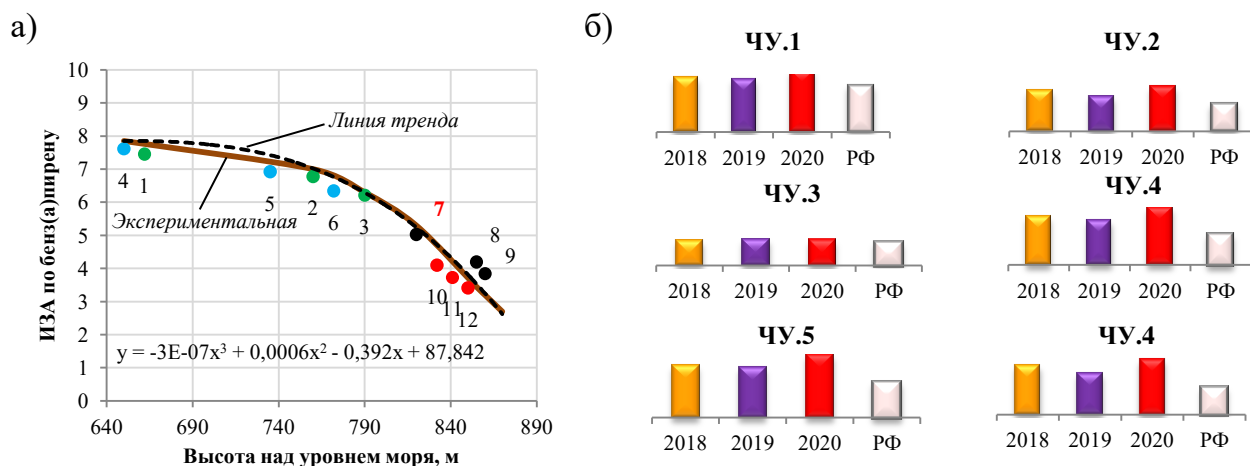 а)
10
9
8
7
6
5
4
3
2
1
0
ИЗА по бенз(а)пирену
Линия тренда
Экспериментальная
4
1
5
2
6
3
7
8
9
10
11
12
y = -3E-07x³ + 0,0006x² - 0,392x + 87,842
640 690 740 790 840 890
Высота над уровнем моря, м
б)
ЧУ.1
2018 2019 2020 РФ
ЧУ.2
2018 2019 2020 РФ
ЧУ.3
2018 2019 2020 РФ
ЧУ.4
2018 2019 2020 РФ
ЧУ.5
2018 2019 2020 РФ
ЧУ.4
2018 2019 2020 РФ